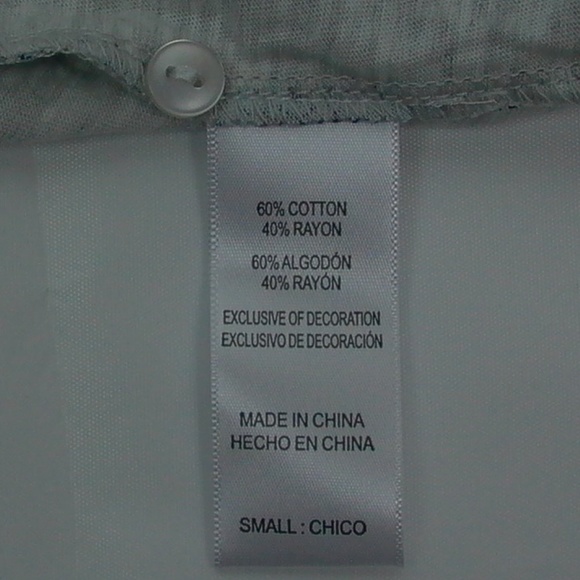 60% COTTON
40% RAYON
60% ALGODÓN
40% RAYÓN
EXCLUSIVE OF DECORATION
EXCLUSIVO DE DECORACIÓN
MADE IN CHINA
HECHO EN CHINA
SMALL : CHICO